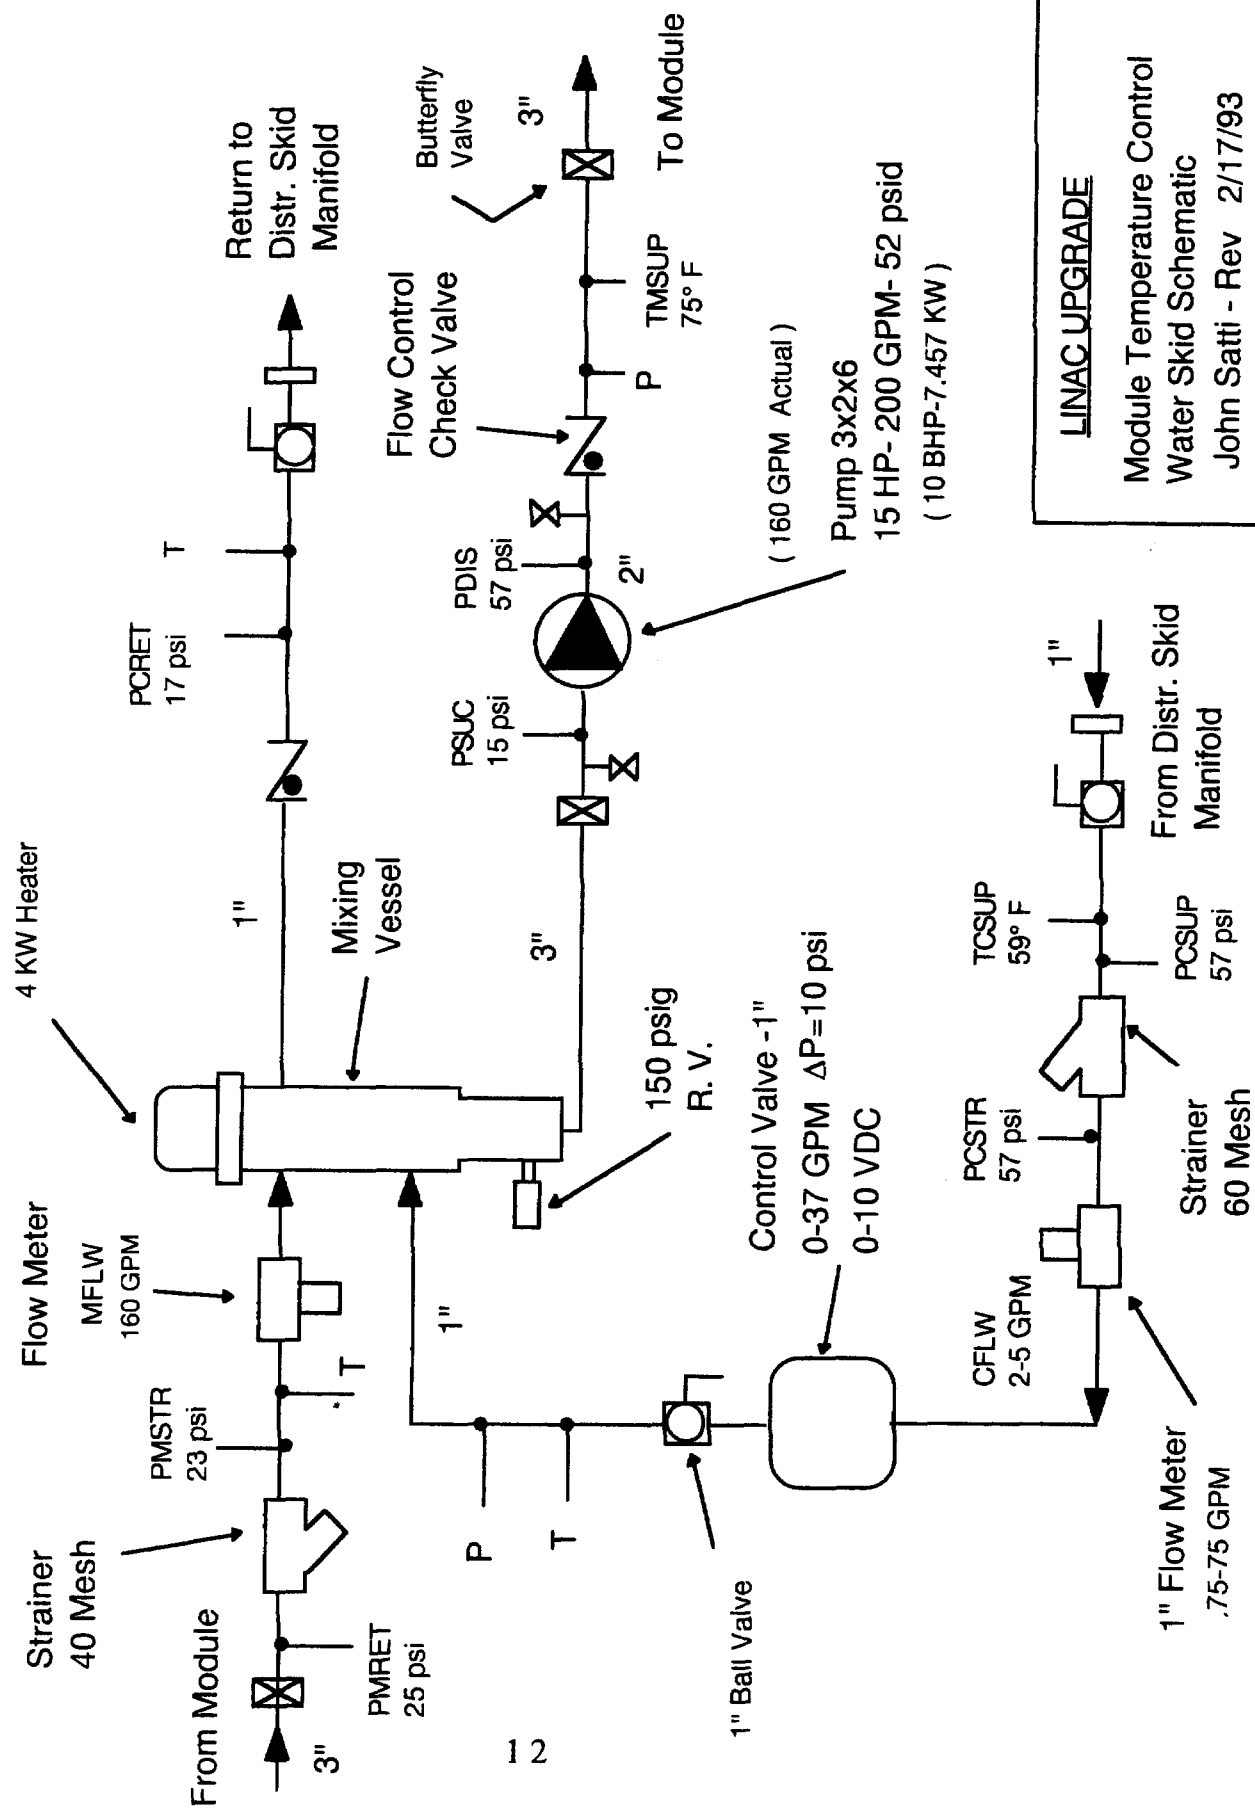 4 KW Heater
Return to
Distr. Skid
Manifold
PCRET
17 psi
T
1"
Mixing
Vessel
Flow Meter
MFLW
160 GPM
PMSTR
23 psi
T
Strainer
40 Mesh
From Module
3"
PMRET
25 psi
Butterfly
Valve
3"
To Module
Flow Control
Check Valve
TMSUP
75° F
P
PDIS
57 psi
2"
PSUC
15 psi
3"
( 160 GPM Actual )
Pump 3x2x6
15 HP- 200 GPM- 52 psid
( 10 BHP-7.457 KW )
150 psig
R. V.
1"
P
T
Control Valve -1"
0-37 GPM ΔP=10 psi
0-10 VDC
1" Ball Valve
1"
From Distr. Skid
Manifold
TCSUP
59° F
PCSUP
57 psi
PCSTR
57 psi
Strainer
60 Mesh
CFLW
2-5 GPM
1" Flow Meter
.75-75 GPM
LINAC UPGRADE
Module Temperature Control
Water Skid Schematic
John Satti - Rev 2/17/93
12